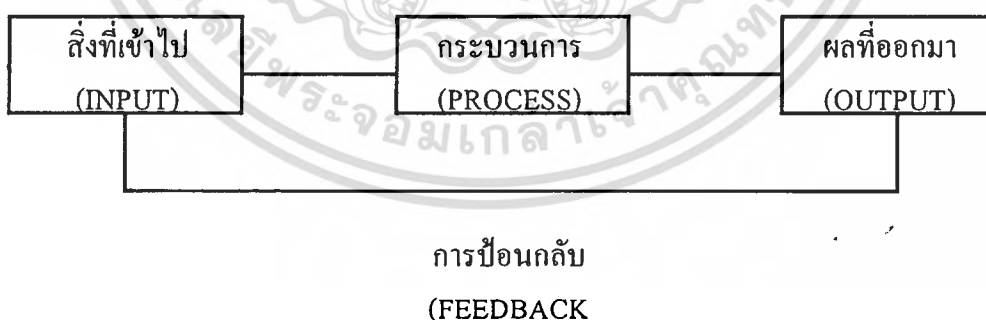 สิ่งที่เข้าไป
(INPUT)
กระบวนการ
(PROCESS)
ผลที่ออกมา
(OUTPUT)
การป้อนกลับ
(FEEDBACK